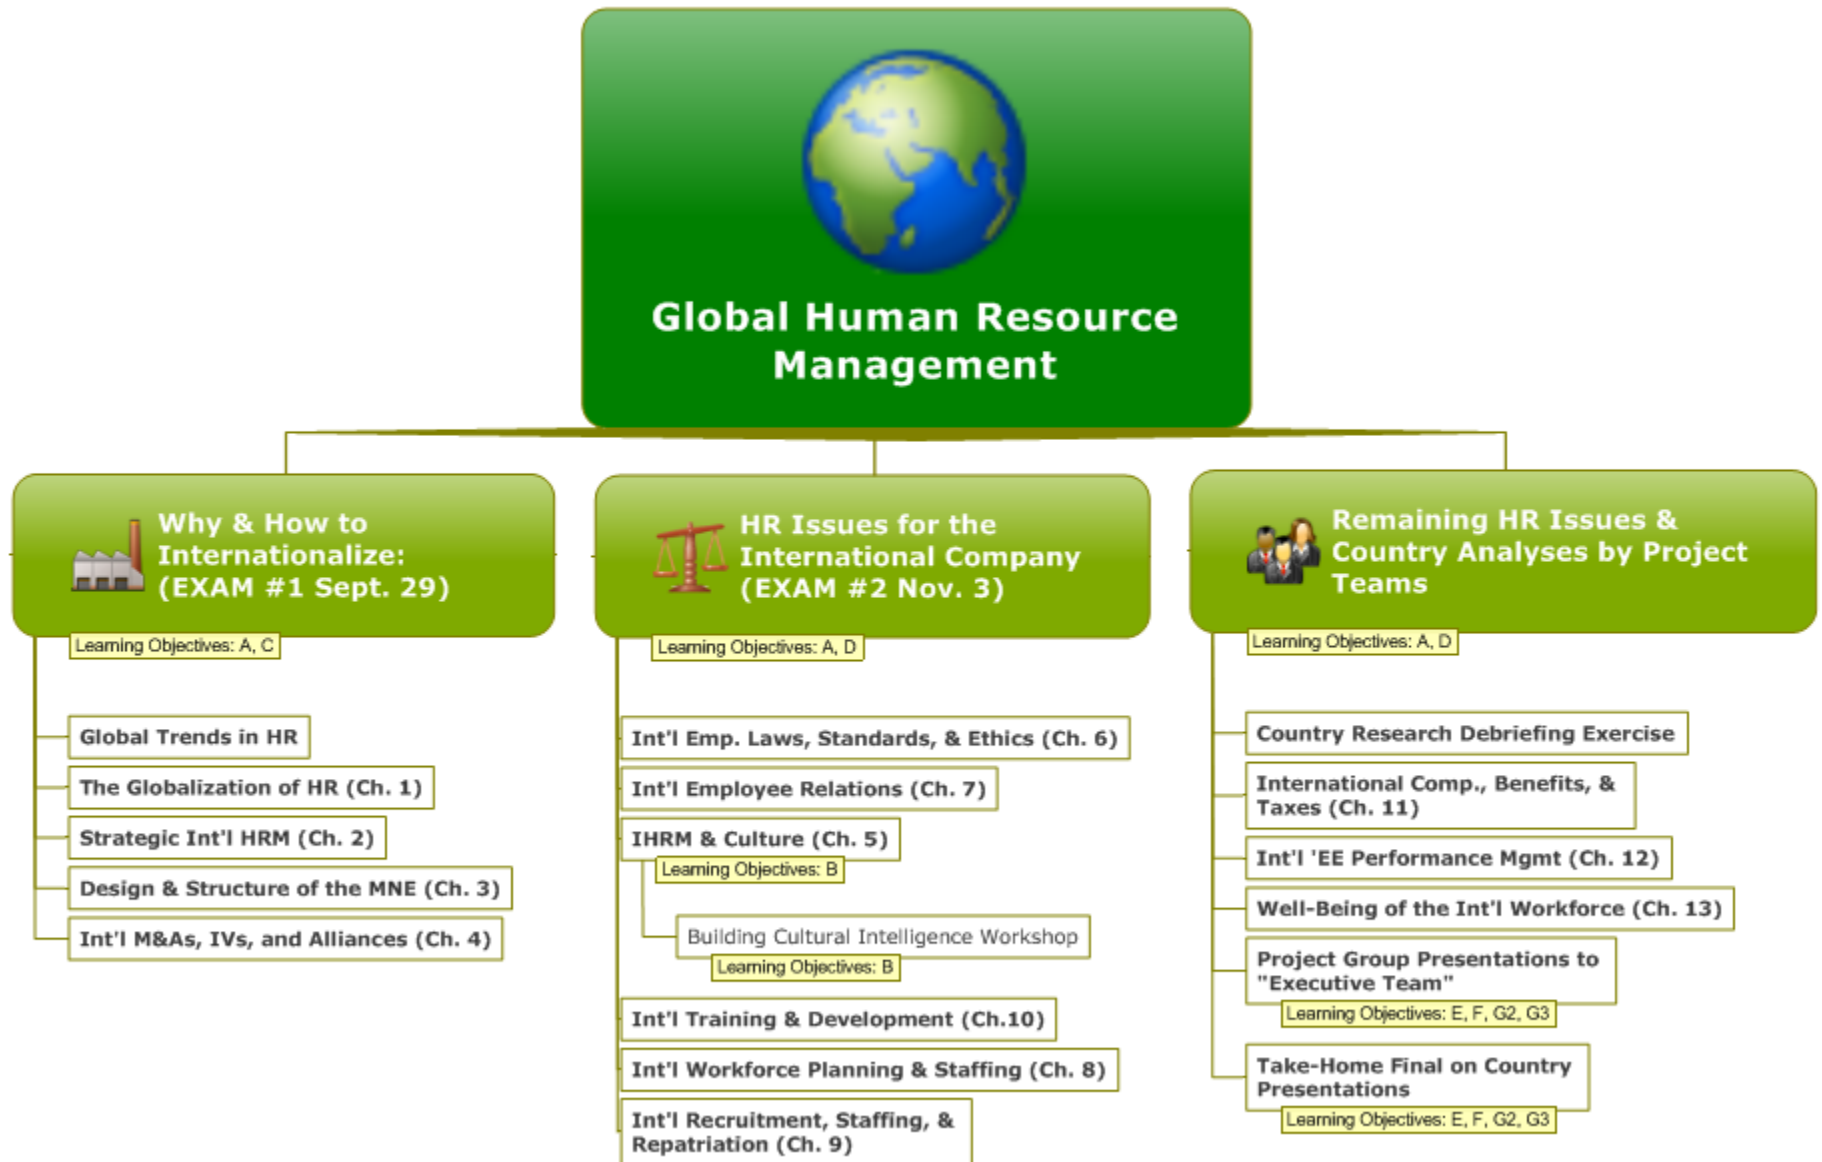 Global Human Resource
Management
Why & How to
Internationalize:
(EXAM #1 Sept. 29)
Learning Objectives: A, C
Global Trends in HR
The Globalization of HR (Ch. 1)
Strategic Int'l HRM (Ch. 2)
Design & Structure of the MNE (Ch. 3)
Int'l M&As, IVs, and Alliances (Ch. 4)
HR Issues for the
International Company
(EXAM #2 Nov. 3)
Learning Objectives: A, D
Int'l Emp. Laws, Standards, & Ethics (Ch. 6)
Int'l Employee Relations (Ch. 7)
IHRM & Culture (Ch. 5)
Learning Objectives: B
Building Cultural Intelligence Workshop
Learning Objectives: B
Int'l Training & Development (Ch.10)
Int'l Workforce Planning & Staffing (Ch. 8)
Int'l Recruitment, Staffing, &
Repatriation (Ch. 9)
Remaining HR Issues &
Country Analyses by Project
Teams
Learning Objectives: A, D
Country Research Debriefing Exercise
International Comp., Benefits, &
Taxes (Ch. 11)
Int'l 'EE Performance Mgmt (Ch. 12)
Well-Being of the Int'l Workforce (Ch. 13)
Project Group Presentations to
"Executive Team"
Learning Objectives: E, F, G2, G3
Take-Home Final on Country
Presentations
Learning Objectives: E, F, G2, G3